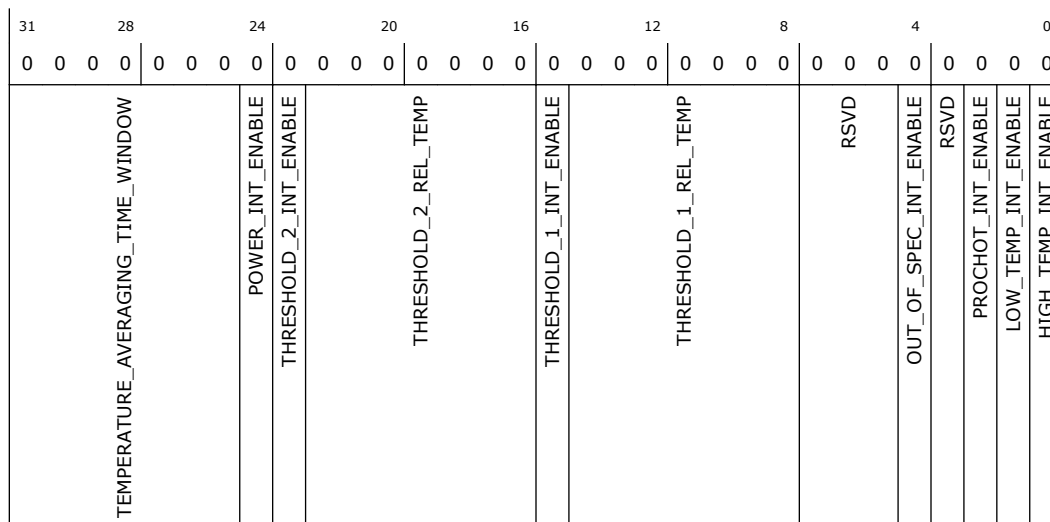 31 28 24 20 16 12 8 4 0
0 0 0 0 0 0 0 0 0 0 0 0 0 0 0 0 0 0 0 0 0 0 0 0 0 0 0 0 0 0 0 0
TEMPERATURE_AVERAGING_TIME_WINDOW
POWER_INT_ENABLE
THRESHOLD_2_INT_ENABLE
THRESHOLD_2_REL_TEMP
THRESHOLD_1_INT_ENABLE
THRESHOLD_1_REL_TEMP
RSVD
OUT_OF_SPEC_INT_ENABLE
RSVD
PROCHOT_INT_ENABLE
LOW_TEMP_INT_ENABLE
HIGH_TEMP_INT_ENABLE